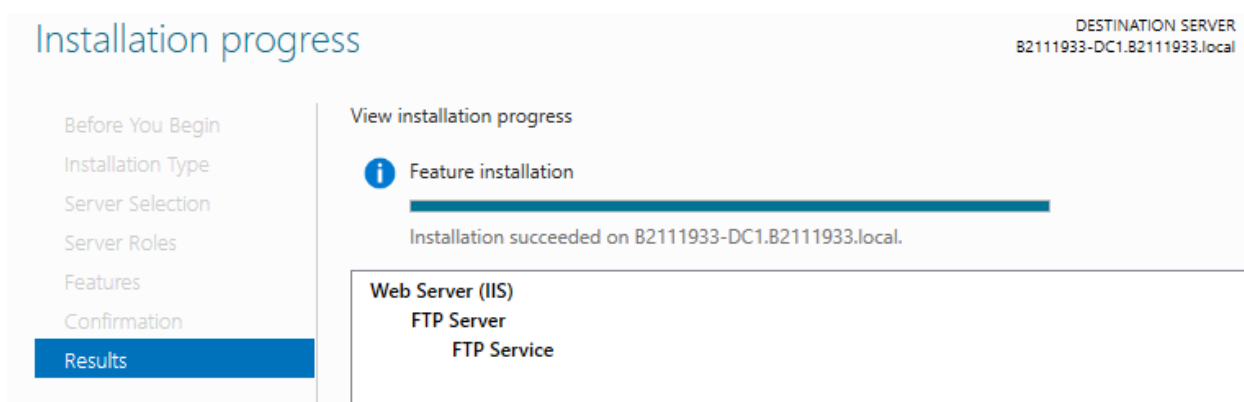 Installation progress
DESTINATION SERVER
B2111933-DC1.B2111933.local
Before You Begin
Installation Type
Server Selection
Server Roles
Features
Confirmation
Results
View installation progress
Feature installation
Installation succeeded on B2111933-DC1.B2111933.local.
Web Server (IIS)
FTP Server
FTP Service